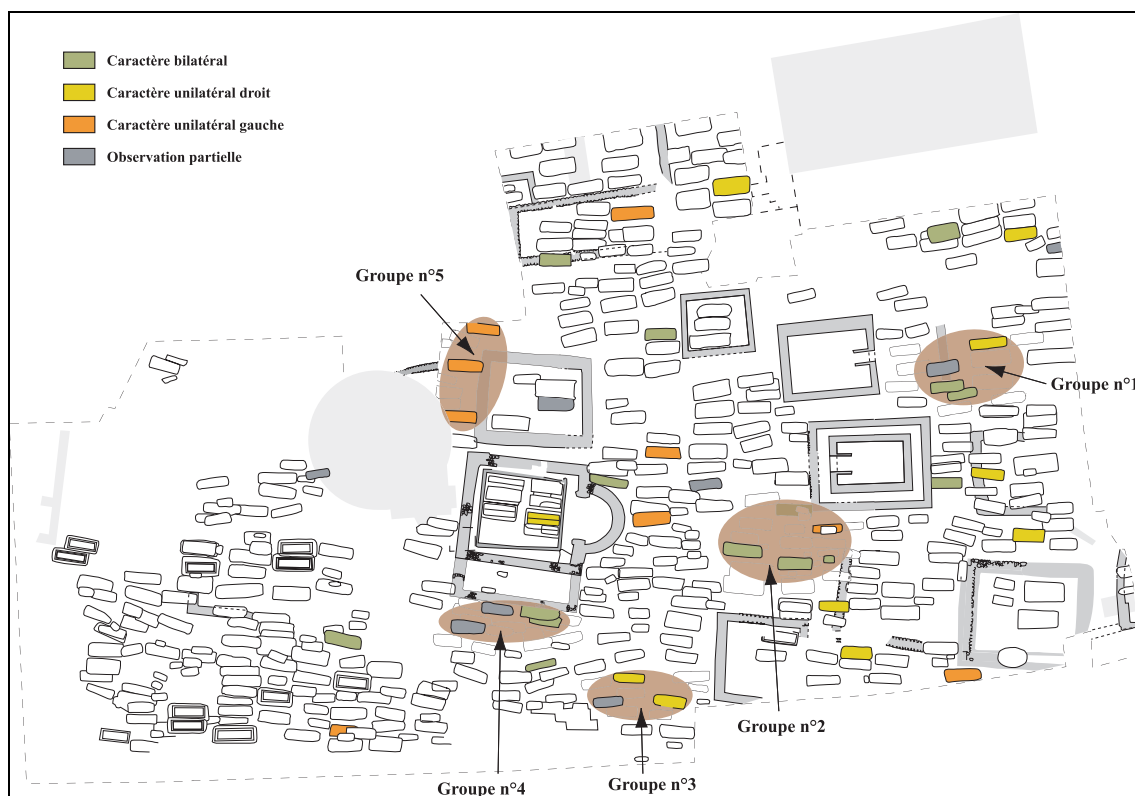 Caractère bilatéral
Caractère unilatéral droit
Caractère unilatéral gauche
Observation partielle
Groupe n°5
Groupe n°1
Groupe n°2
Groupe n°3
Groupe n°4